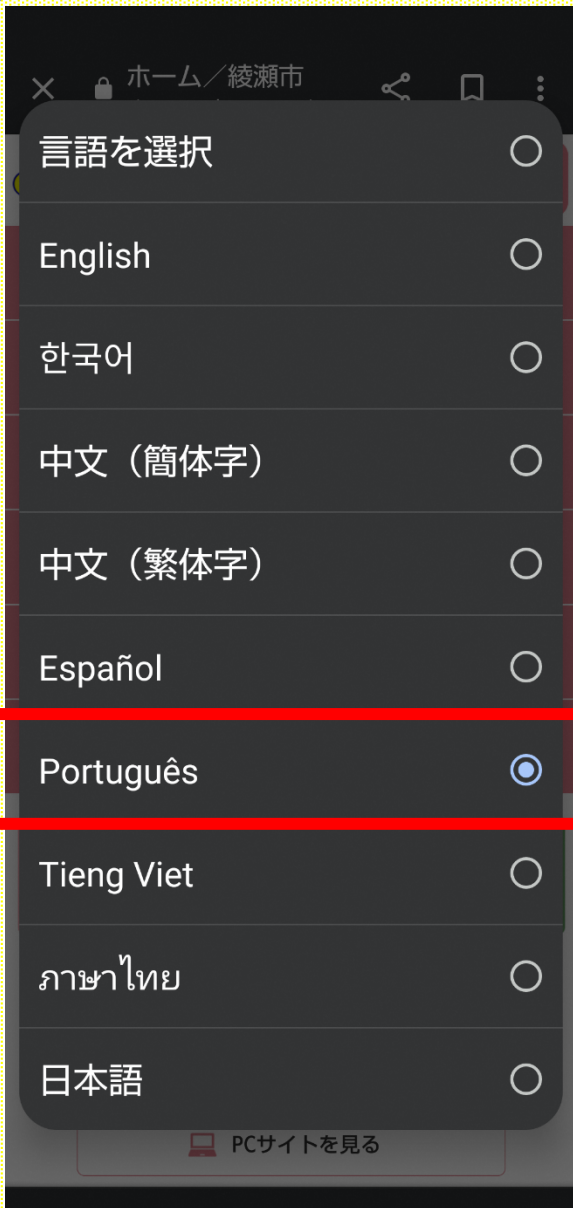 ホーム／綾瀬市
言語を選択
English
한국어
中文（簡体字）
中文（繁体字）
Español
Português
Tieng Viet
ภาษาไทย
日本語
PCサイトを見る